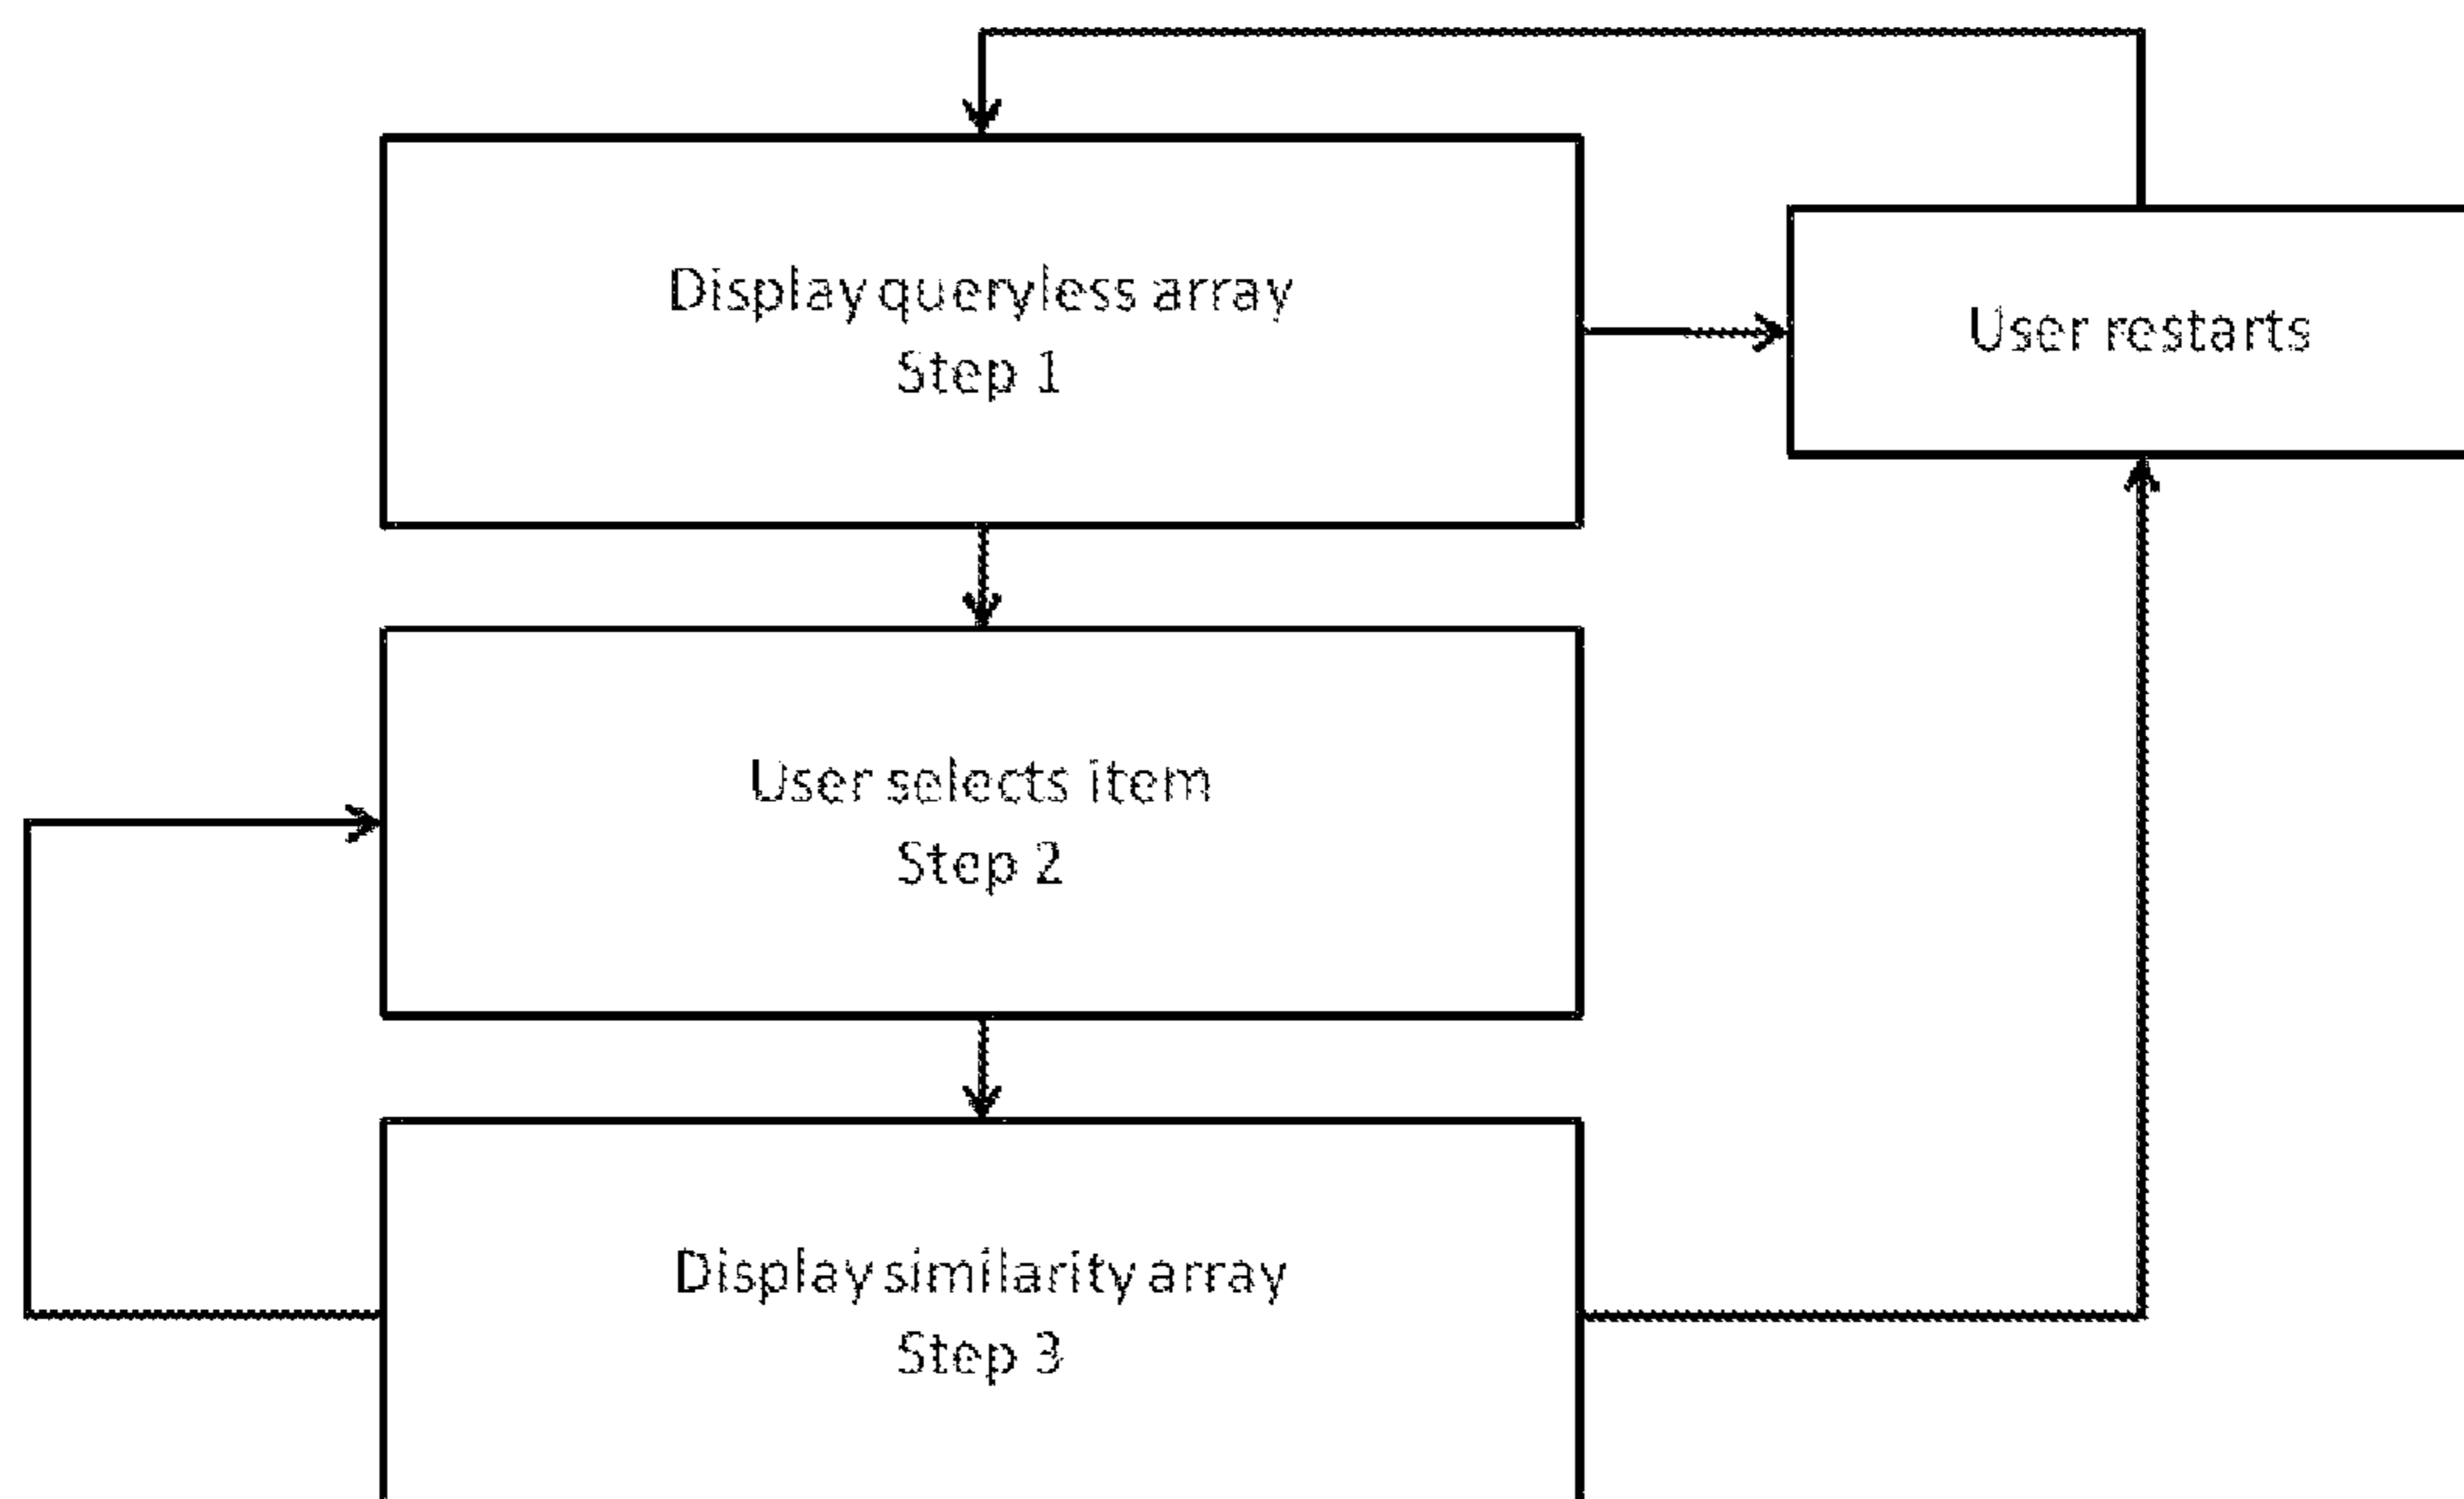 Display queryless array
Step 1
User restarts
User selects item
Step 2
Display similarity array
Step 3